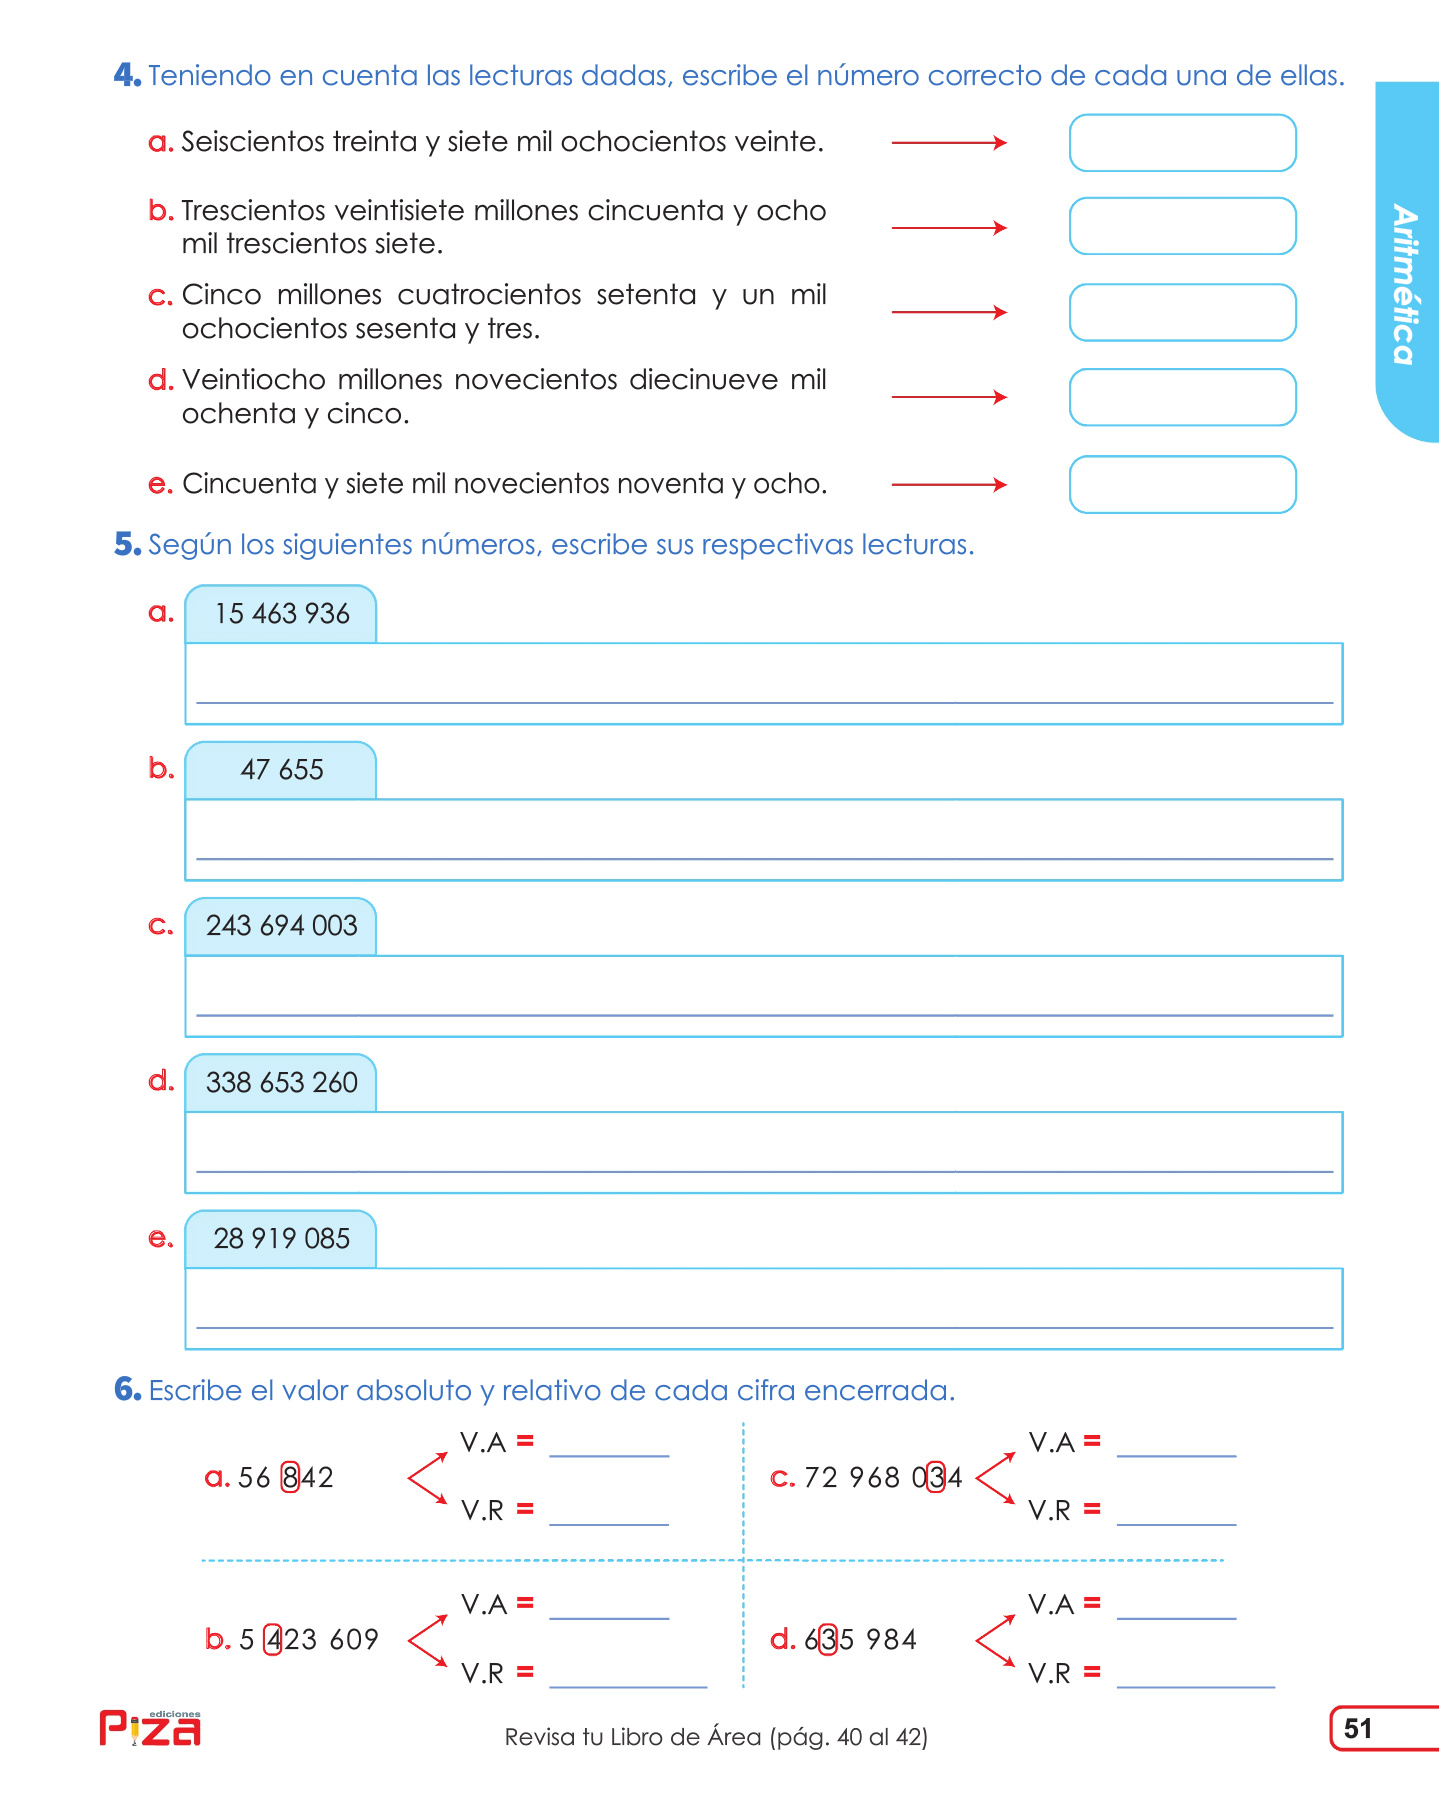 4. Teniendo en cuenta las lecturas dadas, escribe el número correcto de cada una de ellas.
a. Seiscientos treinta y siete mil ochocientos veinte.
b. Trescientos veintisiete millones cincuenta y ocho
mil trescientos siete.
c. Cinco millones cuatrocientos setenta y un mil
ochocientos sesenta y tres.
d. Veintiocho millones novecientos diecinueve mil
ochenta y cinco.
e. Cincuenta y siete mil novecientos noventa y ocho.
Aritmética
5. Según los siguientes números, escribe sus respectivas lecturas.
a. 15 463 936
b. 47 655
c. 243 694 003
d. 338 653 260
e. 28 919 085
6. Escribe el valor absoluto y relativo de cada cifra encerrada.
a. 56 842
V.A =
V.R =
c. 72 968 034
V.A =
V.R =
b. 5 423 609
V.A =
V.R =
d. 635 984
V.A =
V.R =
ediciones
Piza
Revisa tu Libro de Área (pág. 40 al 42)
51